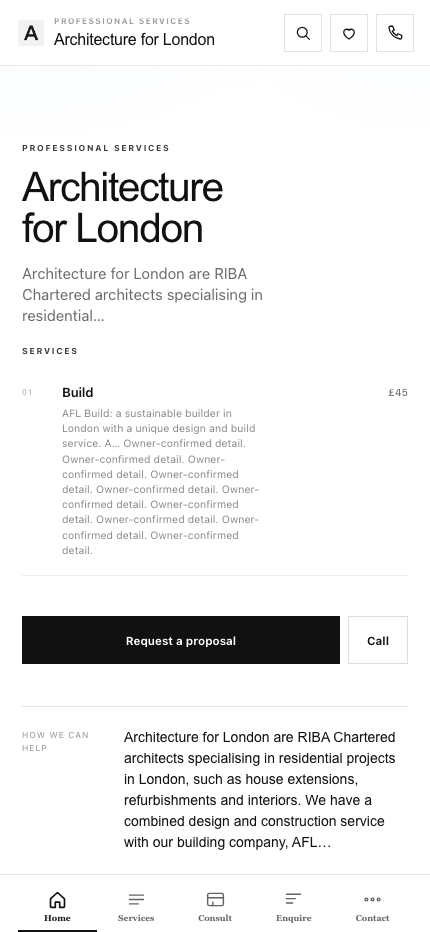 A
PROFESSIONAL SERVICES
Architecture for London
PROFESSIONAL SERVICES
Architecture
for London
Architecture for London are RIBA
Chartered architects specialising in
residential...
SERVICES
01
Build
£45
AFL Build: a sustainable builder in
London with a unique design and build
service. A... Owner-confirmed detail.
Owner-confirmed detail. Owner-
confirmed detail. Owner-confirmed
detail. Owner-confirmed detail. Owner-
confirmed detail. Owner-confirmed
detail. Owner-confirmed detail. Owner-
confirmed detail. Owner-confirmed
detail.
Request a proposal
Call
HOW WE CAN
HELP
Architecture for London are RIBA Chartered
architects specialising in residential projects
in London, such as house extensions,
refurbishments and interiors. We have a
combined design and construction service
with our building company, AFL...
Home
Services
Consult
Enquire
Contact